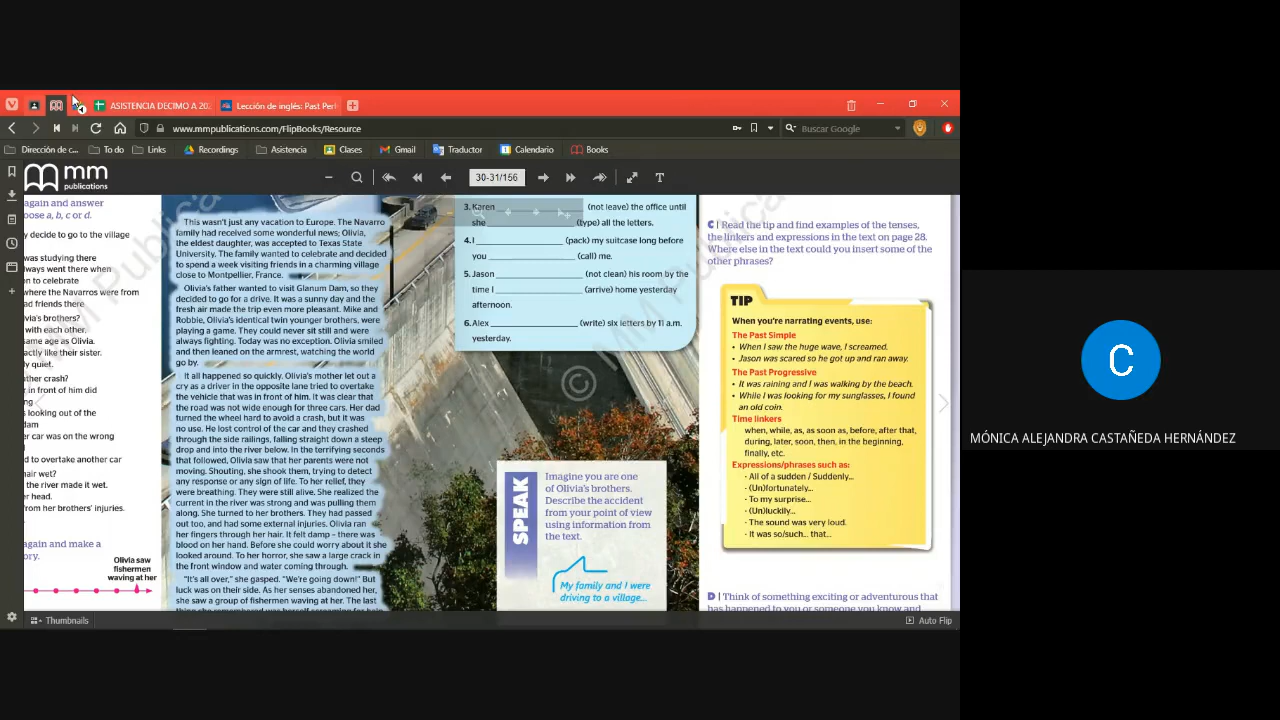 ASISTENCIA DECIMO A 202
Lección de inglés: Past Perf
www.mmpublications.com/FlipBooks/Resource
Buscar Google
Dirección de c...
To do
Links
Recordings
Asistencia
Clases
Gmail
Traductor
Calendario
Books
mm
publications
30-31/156
T
again and answer
oose a, b, c or d.
y decide to go to the village
was studying there
lways went there when
n to celebrate
where the Navarros were from
ad friends there
ivia's brothers?
with each other.
same age as Olivia.
actly like their sister.
ly quiet.
ther crash?
r in front of him did
ng
s looking out of the
dam
er car was on the wrong
d to overtake another car
hair wet?
the river made it wet.
r head.
from her brothers' injuries.
again and make a
ory.
Olivia saw
fishermen
waving at her
This wasn't just any vacation to Europe. The Navarro
family had received some wonderful news; Olivia,
the eldest daughter, was accepted to Texas State
University. The family wanted to celebrate and decided
to spend a week visiting friends in a charming village
close to Montpellier, France.
Olivia's father wanted to visit Glanum Dam, so they
decided to go for a drive. It was a sunny day and the
fresh air made the trip even more pleasant. Mike and
Robbie, Olivia's identical twin younger brothers, were
playing a game. They could never sit still and were
always fighting. Today was no exception. Olivia smiled
and then leaned on the armrest, watching the world
go by.
It all happened so quickly. Olivia's mother let out a
cry as a driver in the opposite lane tried to overtake
the vehicle that was in front of him. It was clear that
the road was not wide enough for three cars. Her dad
turned the wheel hard to avoid a crash, but it was
no use. He lost control of the car and they crashed
through the side railings, falling straight down a steep
drop and into the river below. In the terrifying seconds
that followed, Olivia saw that her parents were not
moving. Shouting, she shook them, trying to detect
any response or any sign of life. To her relief, they
were breathing. They were still alive. She realized the
current in the river was strong and was pulling them
along. She turned to her brothers. They had passed
out too, and had some external injuries. Olivia ran
her fingers through her hair. It felt damp – there was
blood on her hand. Before she could worry about it she
looked around. To her horror, she saw a large crack in
the front window and water coming through.
"It's all over," she gasped. "We're going down!" But
luck was on their side. As her senses abandoned her,
she saw a group of fishermen waving at her. The last
thing she remembered was herself screaming for help
3. Karen ____ (not leave) the office until
she ____ (type) all the letters.
4. I ____ (pack) my suitcase long before
you ____ (call) me.
5. Jason ____ (not clean) his room by the
time I ____ (arrive) home yesterday
afternoon.
6. Alex ____ (write) six letters by 11 a.m.
yesterday.
SPEAK
Imagine you are one
of Olivia's brothers.
Describe the accident
from your point of view
using information from
the text.
My family and I were
driving to a village...
C | Read the tip and find examples of the tenses,
the linkers and expressions in the text on page 28.
Where else in the text could you insert some of the
other phrases?
TIP
When you're narrating events, use:
The Past Simple
• When I saw the huge wave, I screamed.
• Jason was scared so he got up and ran away.
The Past Progressive
• It was raining and I was walking by the beach.
• While I was looking for my sunglasses, I found
an old coin.
Time linkers
when, while, as, as soon as, before, after that,
during, later, soon, then, in the beginning,
finally, etc.
Expressions/phrases such as:
· All of a sudden / Suddenly...
· (Un)fortunately...
· To my surprise...
· (Un)luckily...
· The sound was very loud.
· It was so/such... that...
D | Think of something exciting or adventurous that
has happened to you or someone you know and
Thumbnails
Auto Flip
C
MÓNICA ALEJANDRA CASTAÑEDA HERNÁNDEZ